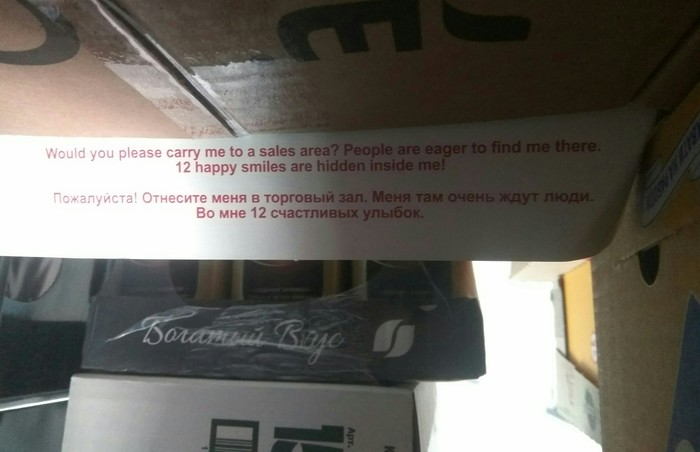 Would you please carry me to a sales area? People are eager to find me there.
12 happy smiles are hidden inside me!
Пожалуйста! Отнесите меня в торговый зал. Меня там очень ждут люди.
Во мне 12 счастливых улыбок.
Богатый Вкус
Арт.